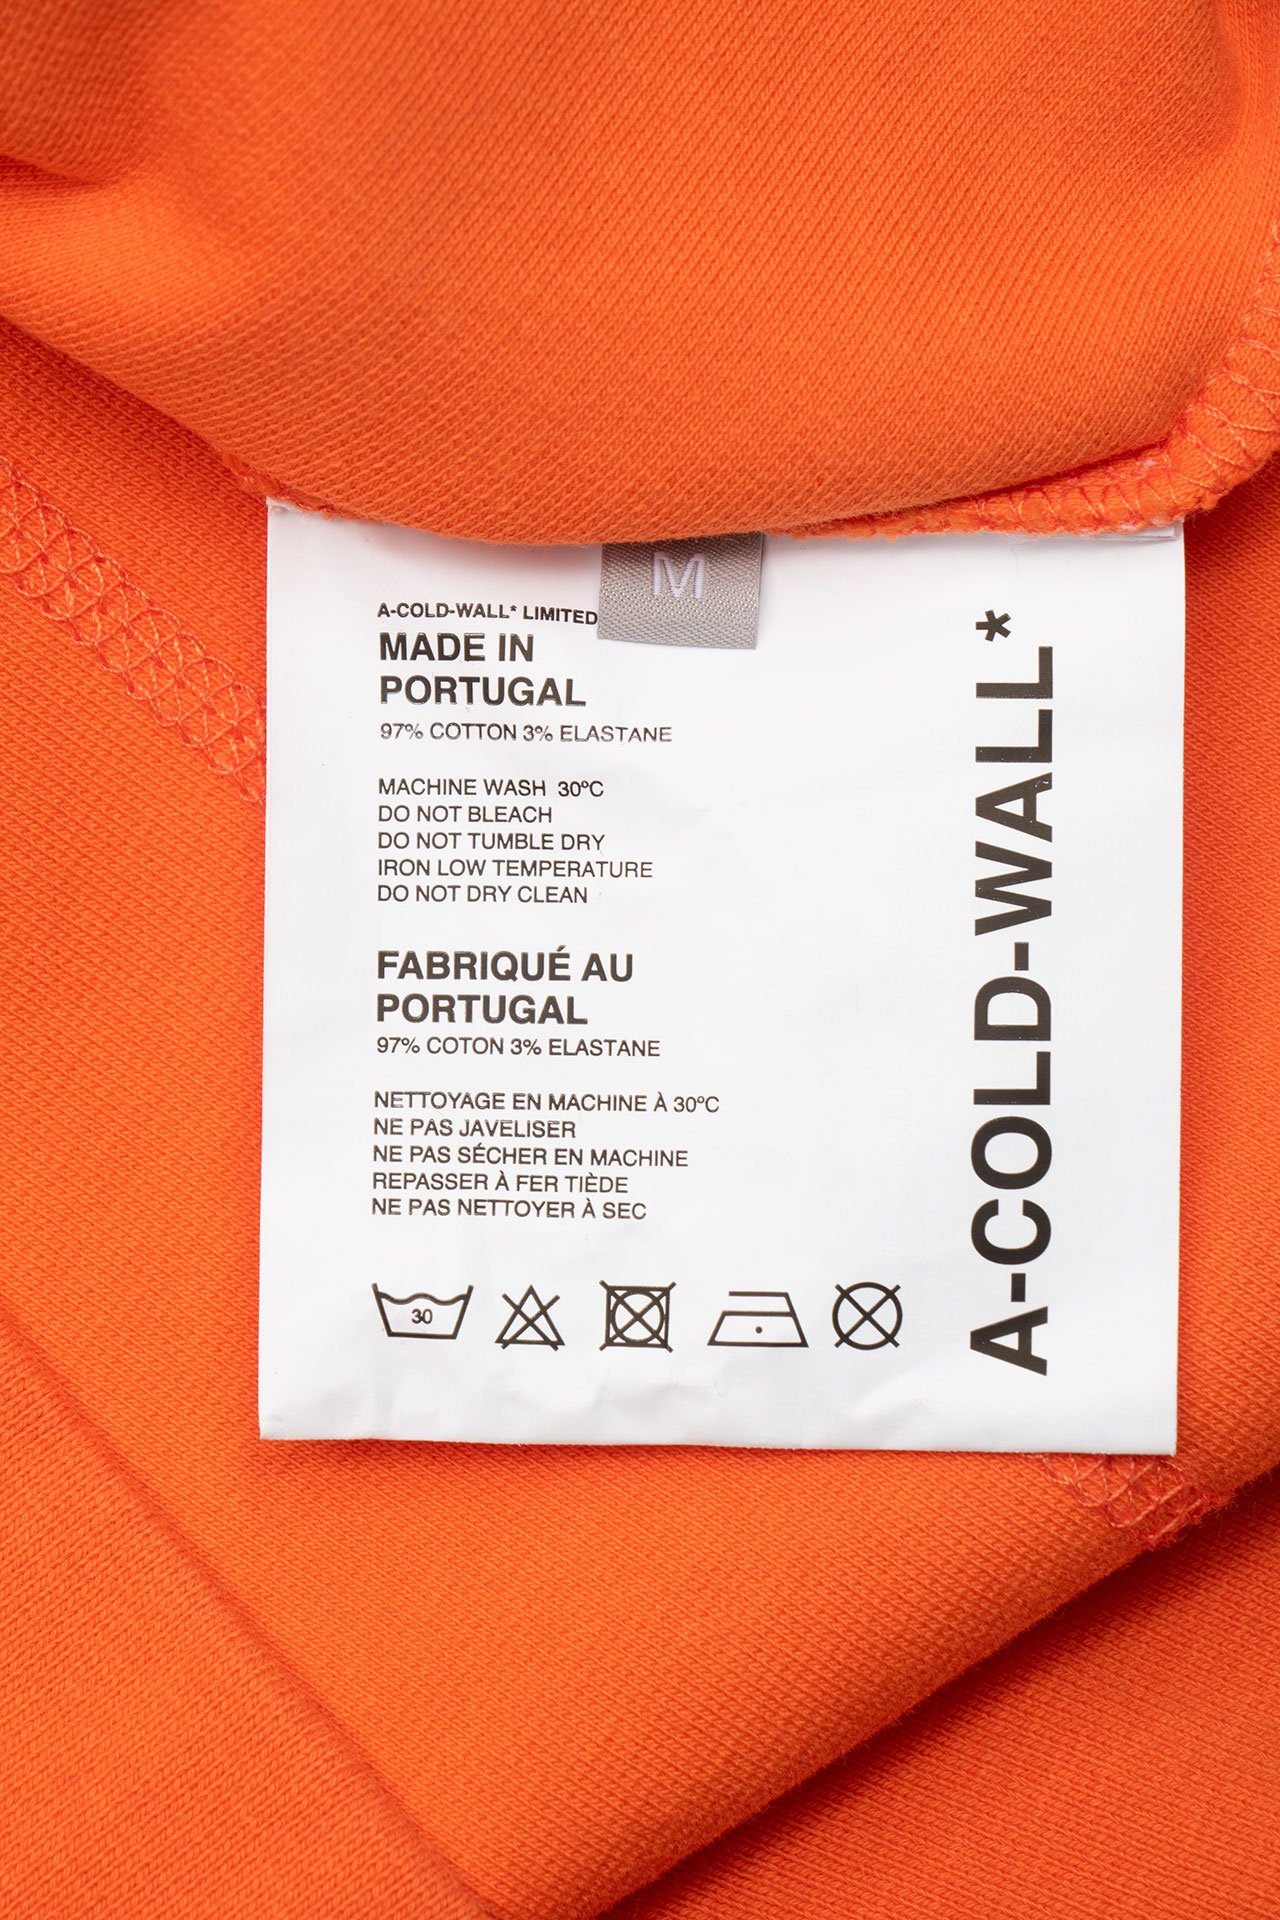 M
A-COLD-WALL* LIMITED
MADE IN
PORTUGAL
97% COTTON 3% ELASTANE
MACHINE WASH 30ºC
DO NOT BLEACH
DO NOT TUMBLE DRY
IRON LOW TEMPERATURE
DO NOT DRY CLEAN
FABRIQUÉ AU
PORTUGAL
97% COTON 3% ELASTANE
NETTOYAGE EN MACHINE À 30ºC
NE PAS JAVELISER
NE PAS SÉCHER EN MACHINE
REPASSER À FER TIÈDE
NE PAS NETTOYER À SEC
30
A-COLD-WALL*